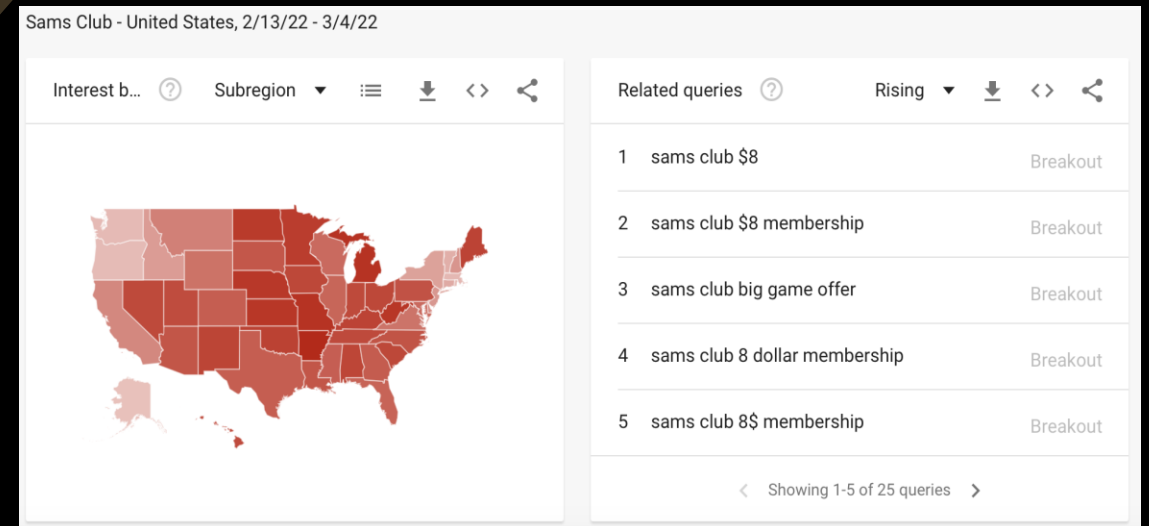 Sams Club - United States, 2/13/22 - 3/4/22
Interest b... Subregion
Related queries Rising
1 sams club $8 Breakout
2 sams club $8 membership Breakout
3 sams club big game offer Breakout
4 sams club 8 dollar membership Breakout
5 sams club 8$ membership Breakout
Showing 1-5 of 25 queries